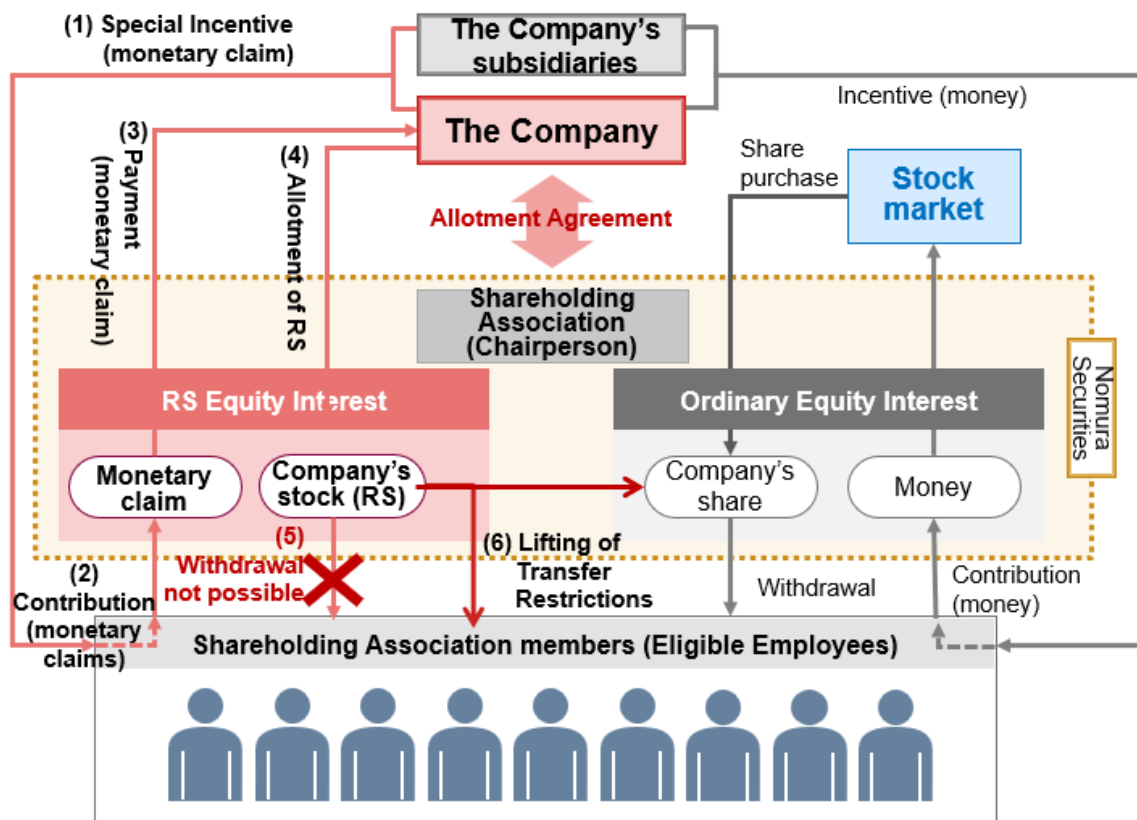 (1) Special Incentive
(monetary claim)
The Company's
subsidiaries
The Company
Incentive (money)
(3) Payment
(monetary claim)
(4) Allotment of RS
Allotment Agreement
Share
purchase
Stock
market
Shareholding
Association
(Chairperson)
Nomura
Securities
RS Equity Interest
Ordinary Equity Interest
Monetary
claim
Company's
stock (RS)
Company's
share
Money
(2)
Contribution
(monetary
claims)
(5)
Withdrawal
not possible
(6) Lifting of
Transfer
Restrictions
Withdrawal
Contribution
(money)
Shareholding Association members (Eligible Employees)